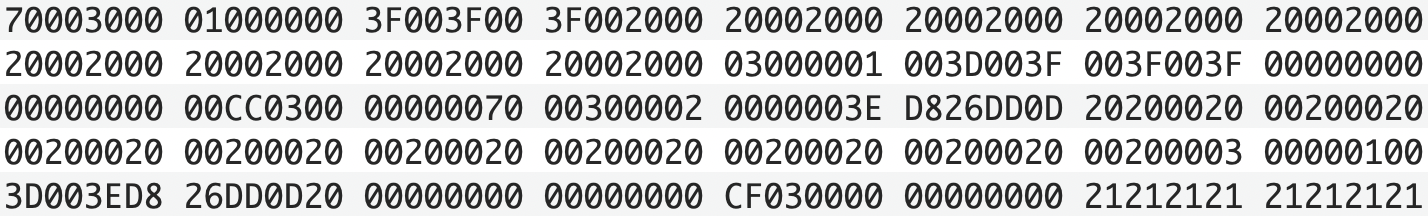 70003000 01000000 3F003F00 3F002000 20002000 20002000 20002000 20002000
20002000 20002000 20002000 20002000 03000001 003D003F 003F003F 00000000
00000000 00CC0300 00000070 00300002 0000003E D826DD0D 20200020 00200020
00200020 00200020 00200020 00200020 00200020 00200020 00200003 00000100
3D003ED8 26DD0D20 00000000 00000000 CF030000 00000000 21212121 21212121